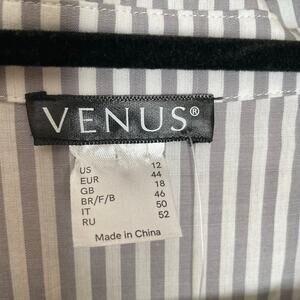 VENUS®
US 12
EUR 44
GB 18
BR/F/B 46
IT 50
RU 52
Made in China